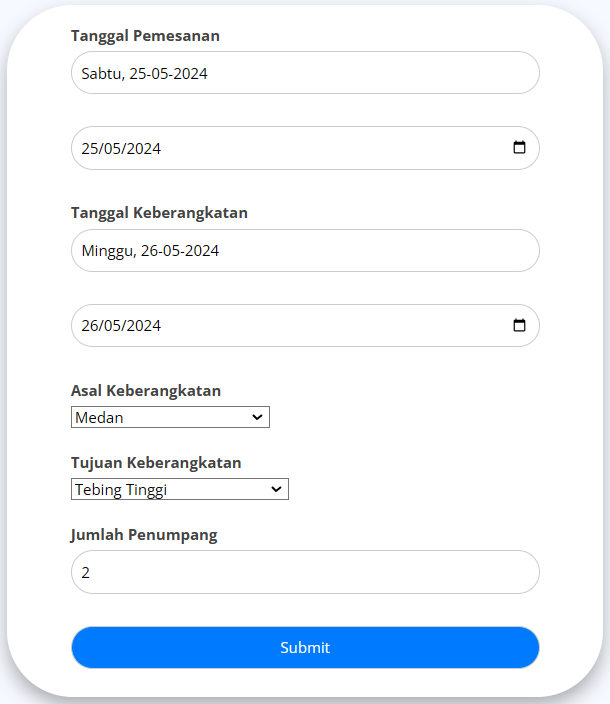 Tanggal Pemesanan
Sabtu, 25-05-2024
25/05/2024
Tanggal Keberangkatan
Minggu, 26-05-2024
26/05/2024
Asal Keberangkatan
Medan
Tujuan Keberangkatan
Tebing Tinggi
Jumlah Penumpang
2
Submit